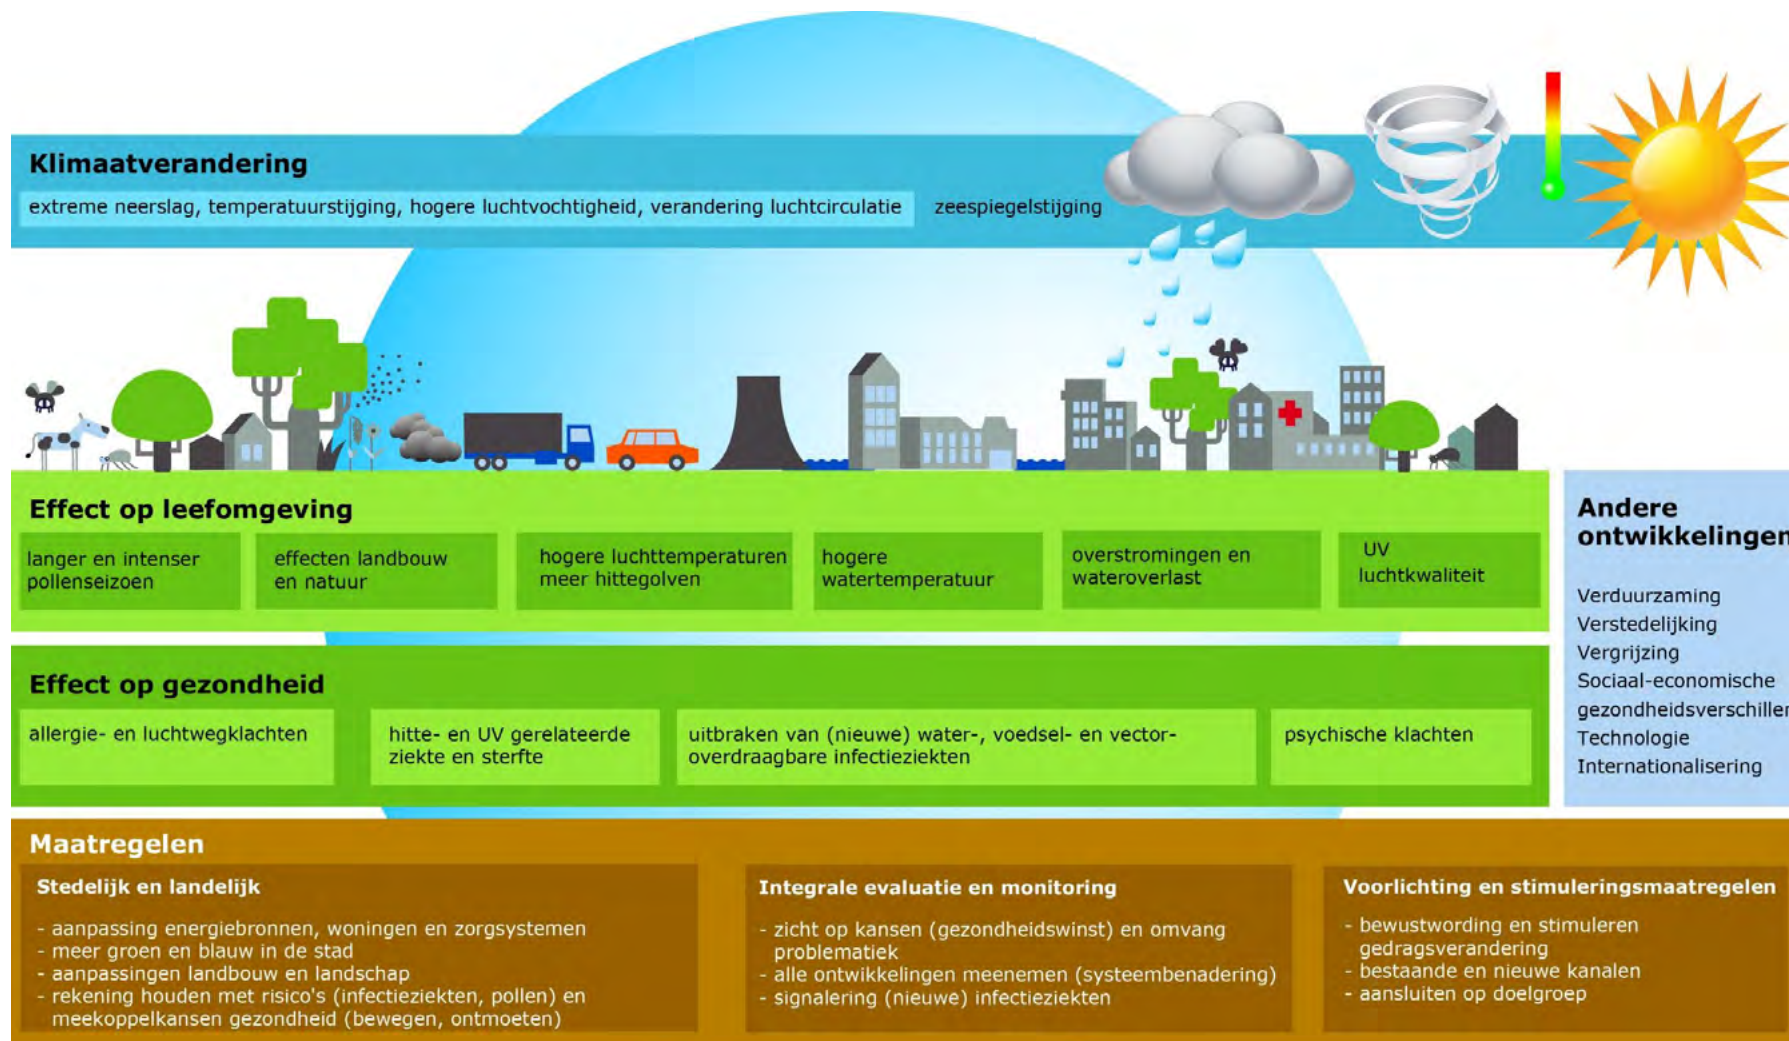 Klimaatverandering
extreme neerslag, temperatuurstijging, hogere luchtvochtigheid, verandering luchtcirculatie
zeespiegelstijging
Effect op leefomgeving
langer en intenser
pollenseizoen
effecten landbouw
en natuur
hogere luchttemperaturen
meer hittegolven
hogere
watertemperatuur
overstromingen en
wateroverlast
UV
luchtkwaliteit
Effect op gezondheid
allergie- en luchtwegklachten
hitte- en UV gerelateerde
ziekte en sterfte
uitbraken van (nieuwe) water-, voedsel- en vector-
overdraagbare infectieziekten
psychische klachten
Andere
ontwikkelingen
Verduurzaming
Verstedelijking
Vergrijzing
Sociaal-economische
gezondheidsverschillen
Technologie
Internationalisering
Maatregelen
Stedelijk en landelijk
- aanpassing energiebronnen, woningen en zorgsystemen
- meer groen en blauw in de stad
- aanpassingen landbouw en landschap
- rekening houden met risico's (infectieziekten, pollen) en
meekoppelkansen gezondheid (bewegen, ontmoeten)
Integrale evaluatie en monitoring
- zicht op kansen (gezondheidswinst) en omvang
problematiek
- alle ontwikkelingen meenemen (systeembenadering)
- signalering (nieuwe) infectieziekten
Voorlichting en stimuleringsmaatregelen
- bewustwording en stimuleren
gedragsverandering
- bestaande en nieuwe kanalen
- aansluiten op doelgroep